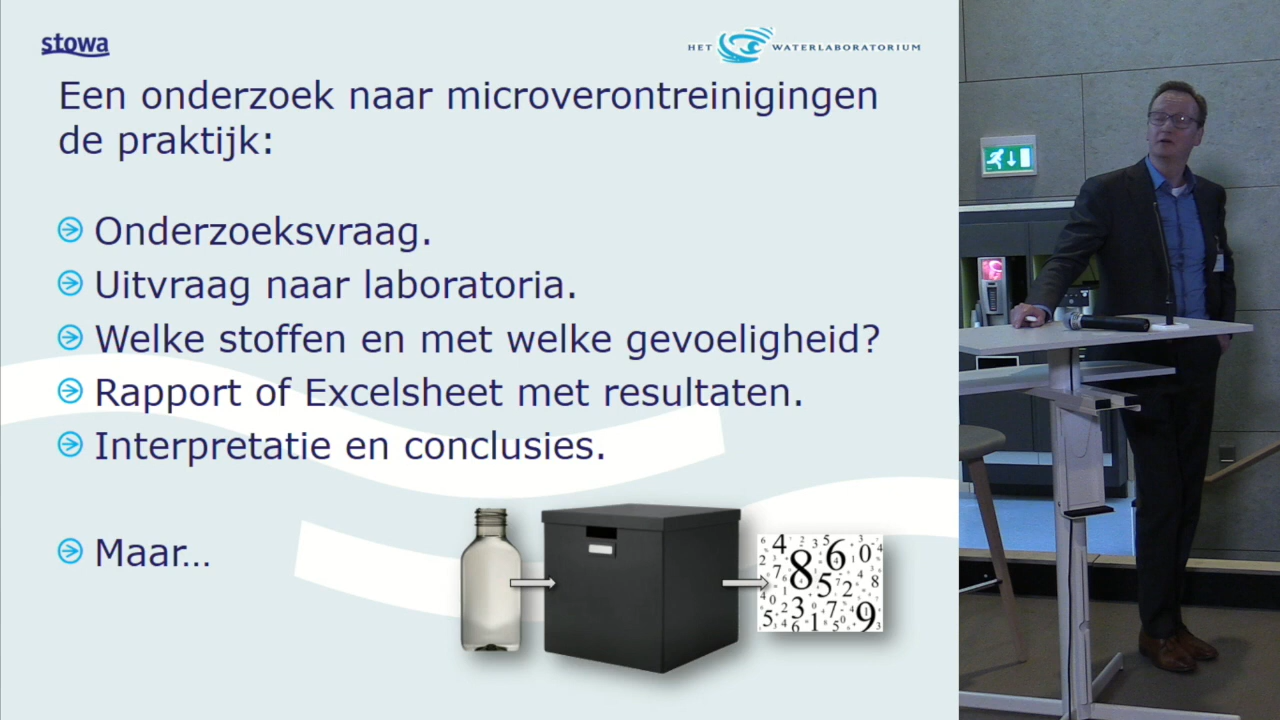 stowa
HET WATERLABORATORIUM
Een onderzoek naar microverontreinigingen
de praktijk:
Onderzoeksvraag.
Uitvraag naar laboratoria.
Welke stoffen en met welke gevoeligheid?
Rapport of Excelsheet met resultaten.
Interpretatie en conclusies.
Maar...